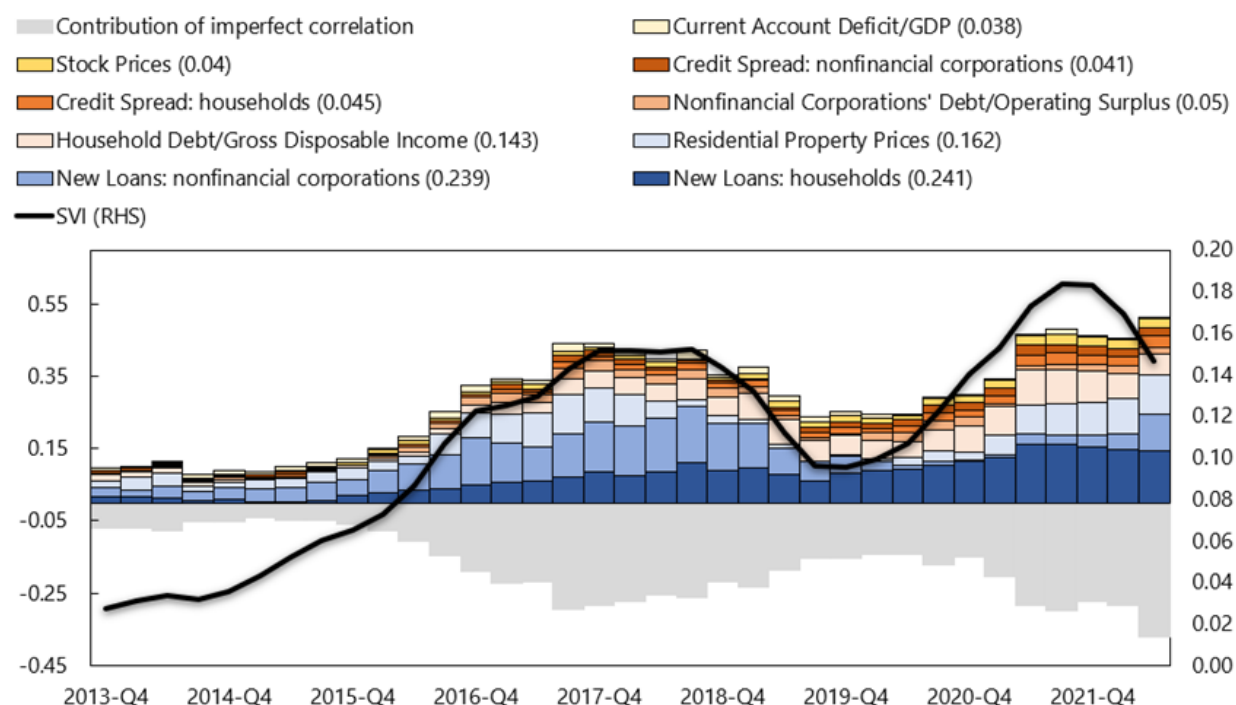 Contribution of imperfect correlation
Current Account Deficit/GDP (0.038)
Stock Prices (0.04)
Credit Spread: nonfinancial corporations (0.041)
Credit Spread: households (0.045)
Nonfinancial Corporations' Debt/Operating Surplus (0.05)
Household Debt/Gross Disposable Income (0.143)
Residential Property Prices (0.162)
New Loans: nonfinancial corporations (0.239)
New Loans: households (0.241)
SVI (RHS)
0.55
0.35
0.15
-0.05
-0.25
-0.45
0.20
0.18
0.16
0.14
0.12
0.10
0.08
0.06
0.04
0.02
0.00
2013-Q4
2014-Q4
2015-Q4
2016-Q4
2017-Q4
2018-Q4
2019-Q4
2020-Q4
2021-Q4